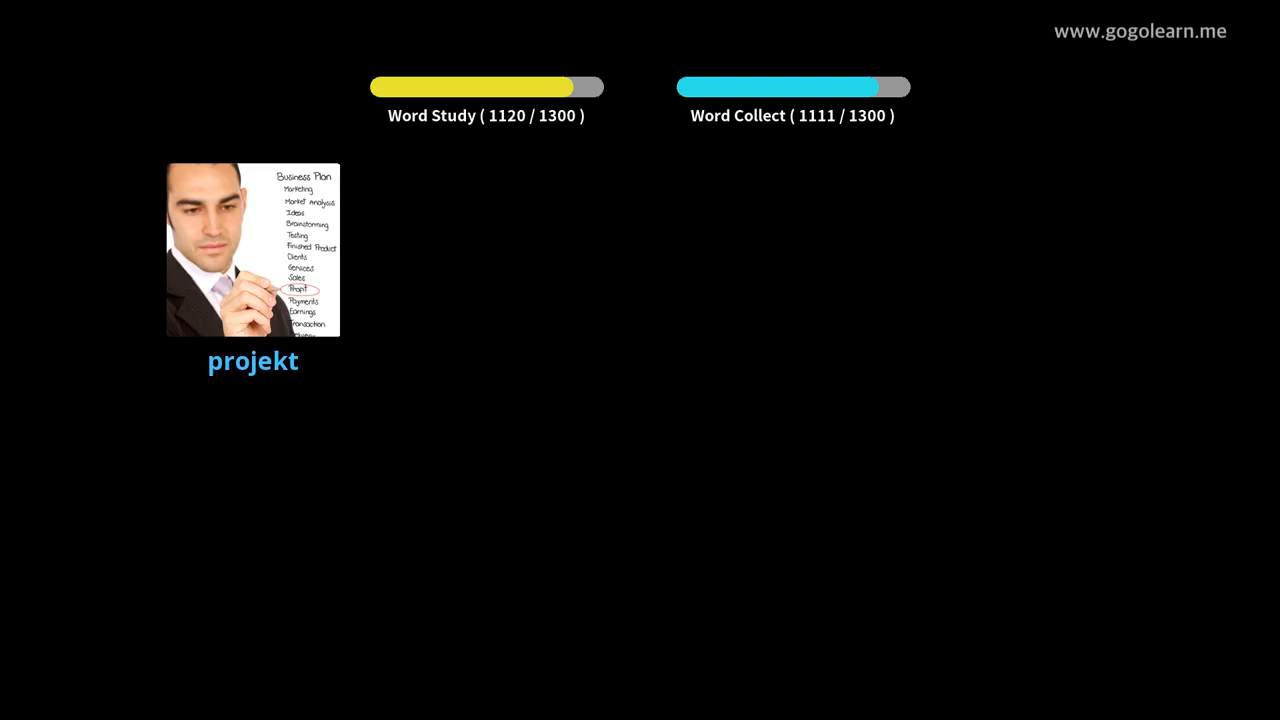 www.gogolearn.me
Word Study ( 1120 / 1300 )
Word Collect ( 1111 / 1300 )
Business Plan
Marketing
Market Analysis
Ideas
Brainstorming
Testing
Finished Product
Clients
Services
Sales
Profit
Payments
Earnings
Transaction
projekt